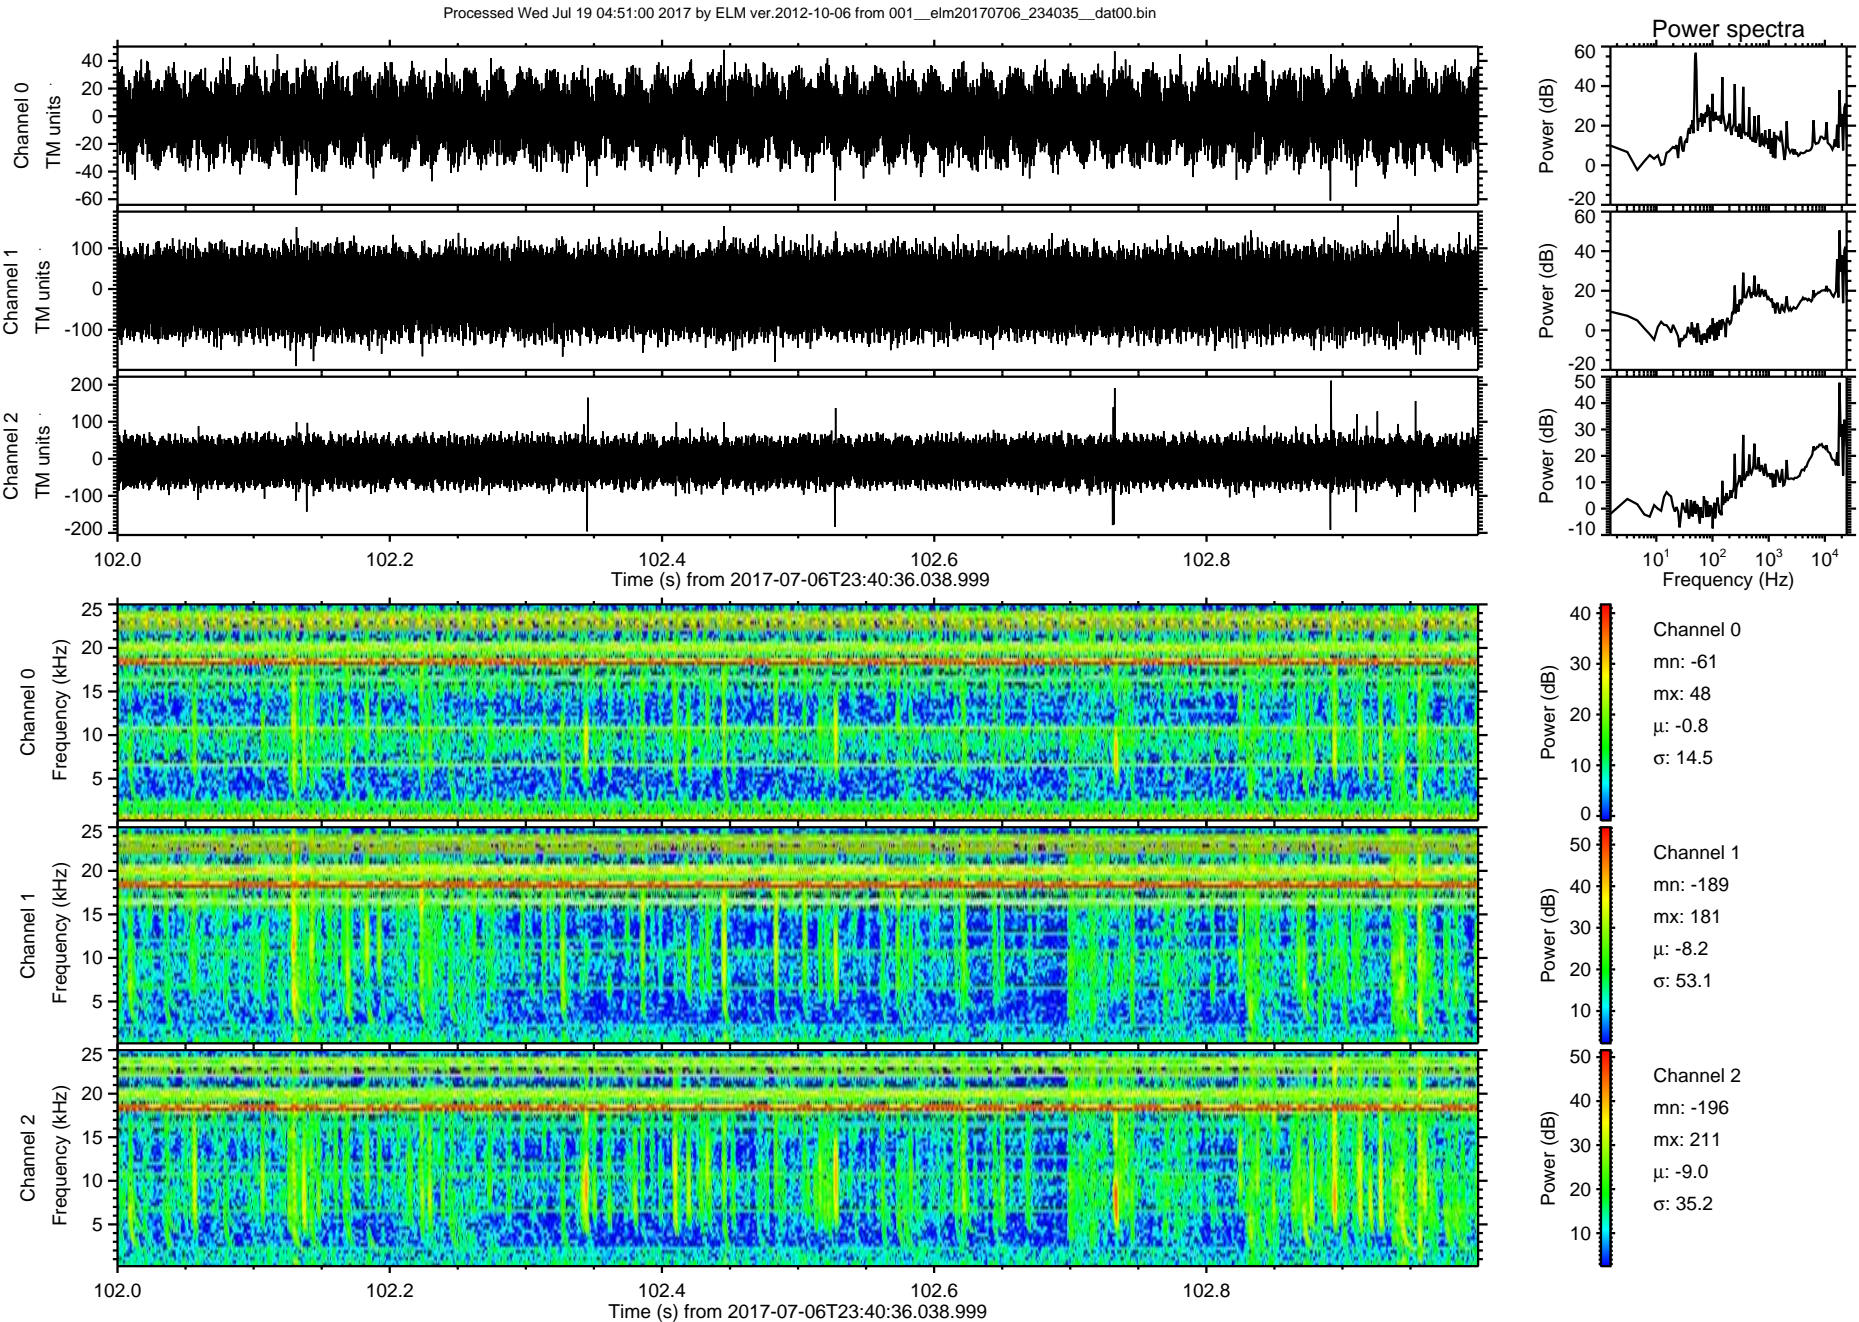 Processed Wed Jul 19 04:51:00 2017 by ELM ver.2012-10-06 from 001__elm20170706_234035__dat00.bin
Power spectra
Channel 0
TM units
40
20
0
-20
-40
-60
Power (dB)
60
40
20
0
-20
Channel 1
TM units
100
0
-100
Power (dB)
60
40
20
0
-20
Channel 2
TM units
200
100
0
-100
-200
Power (dB)
50
40
30
20
10
0
-10
102.0 102.2 102.4 102.6 102.8
Time (s) from 2017-07-06T23:40:36.038.999
10¹ 10² 10³ 10⁴
Frequency (Hz)
Channel 0
Frequency (kHz)
25
20
15
10
5
Power (dB)
40
30
20
10
0
Channel 0
mn: -61
mx: 48
μ: -0.8
σ: 14.5
Channel 1
Frequency (kHz)
25
20
15
10
5
Power (dB)
50
40
30
20
10
Channel 1
mn: -189
mx: 181
μ: -8.2
σ: 53.1
Channel 2
Frequency (kHz)
25
20
15
10
5
Power (dB)
50
40
30
20
10
Channel 2
mn: -196
mx: 211
μ: -9.0
σ: 35.2
102.0 102.2 102.4 102.6 102.8
Time (s) from 2017-07-06T23:40:36.038.999